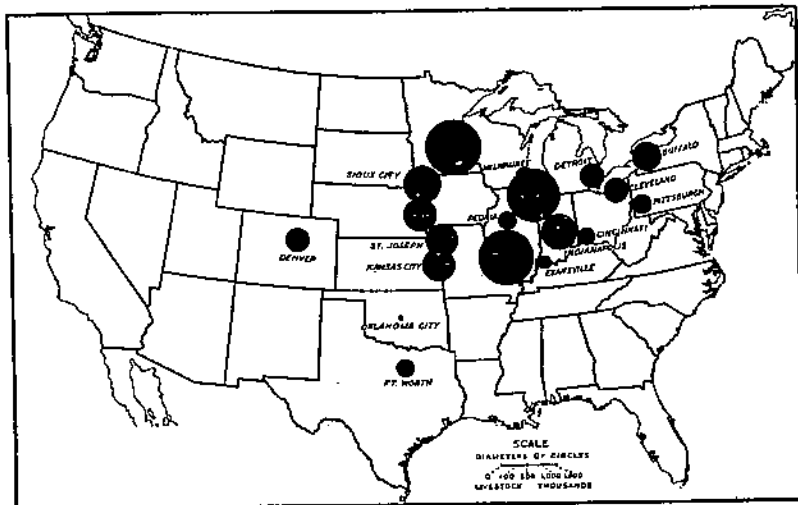 MILWAUKEE
DETROIT
BUFFALO
SIOUX CITY
CLEVELAND
PITTSBURGH
PEORIA
ST. JOSEPH
CINCINNATI
INDIANAPOLIS
DENVER
KANSAS CITY
EVANSVILLE
OKLAHOMA CITY
FT. WORTH
SCALE
DIAMETERS OF CIRCLES
LIVESTOCK THOUSANDS